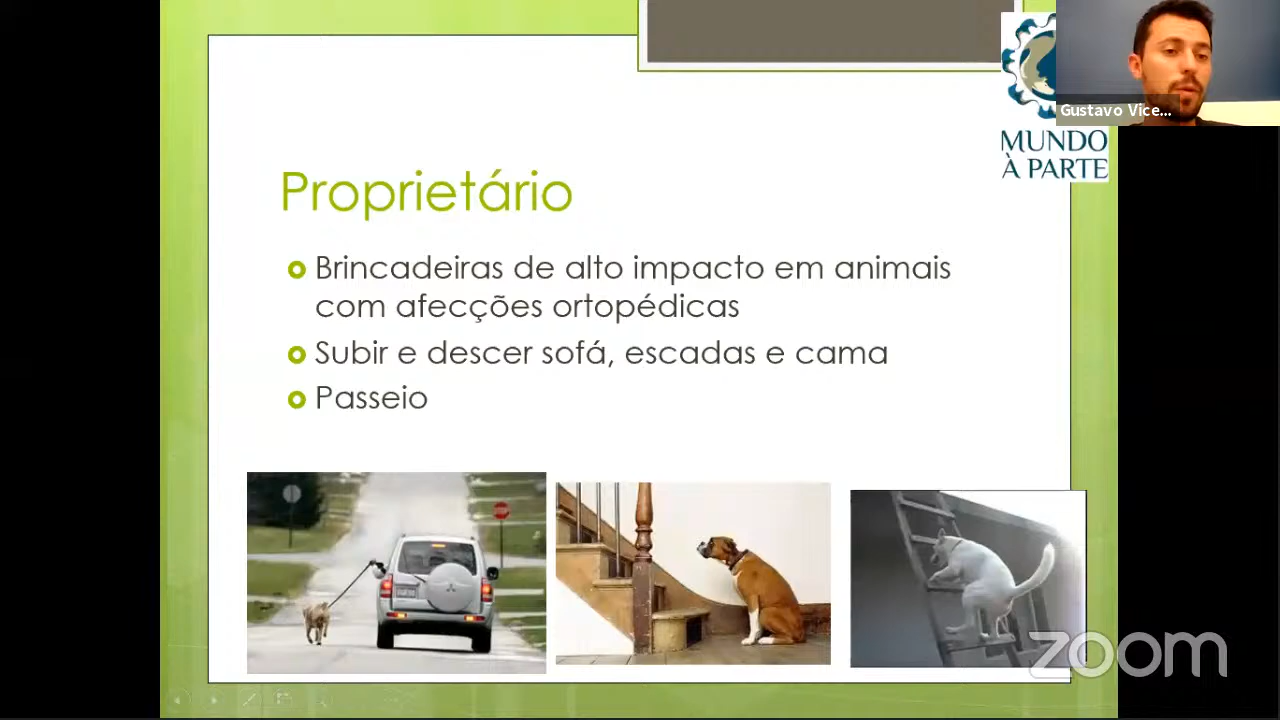 Gustavo Vice...
MUNDO
À PARTE
Proprietário
Brincadeiras de alto impacto em animais
com afecções ortopédicas
Subir e descer sofá, escadas e cama
Passeio
zoom